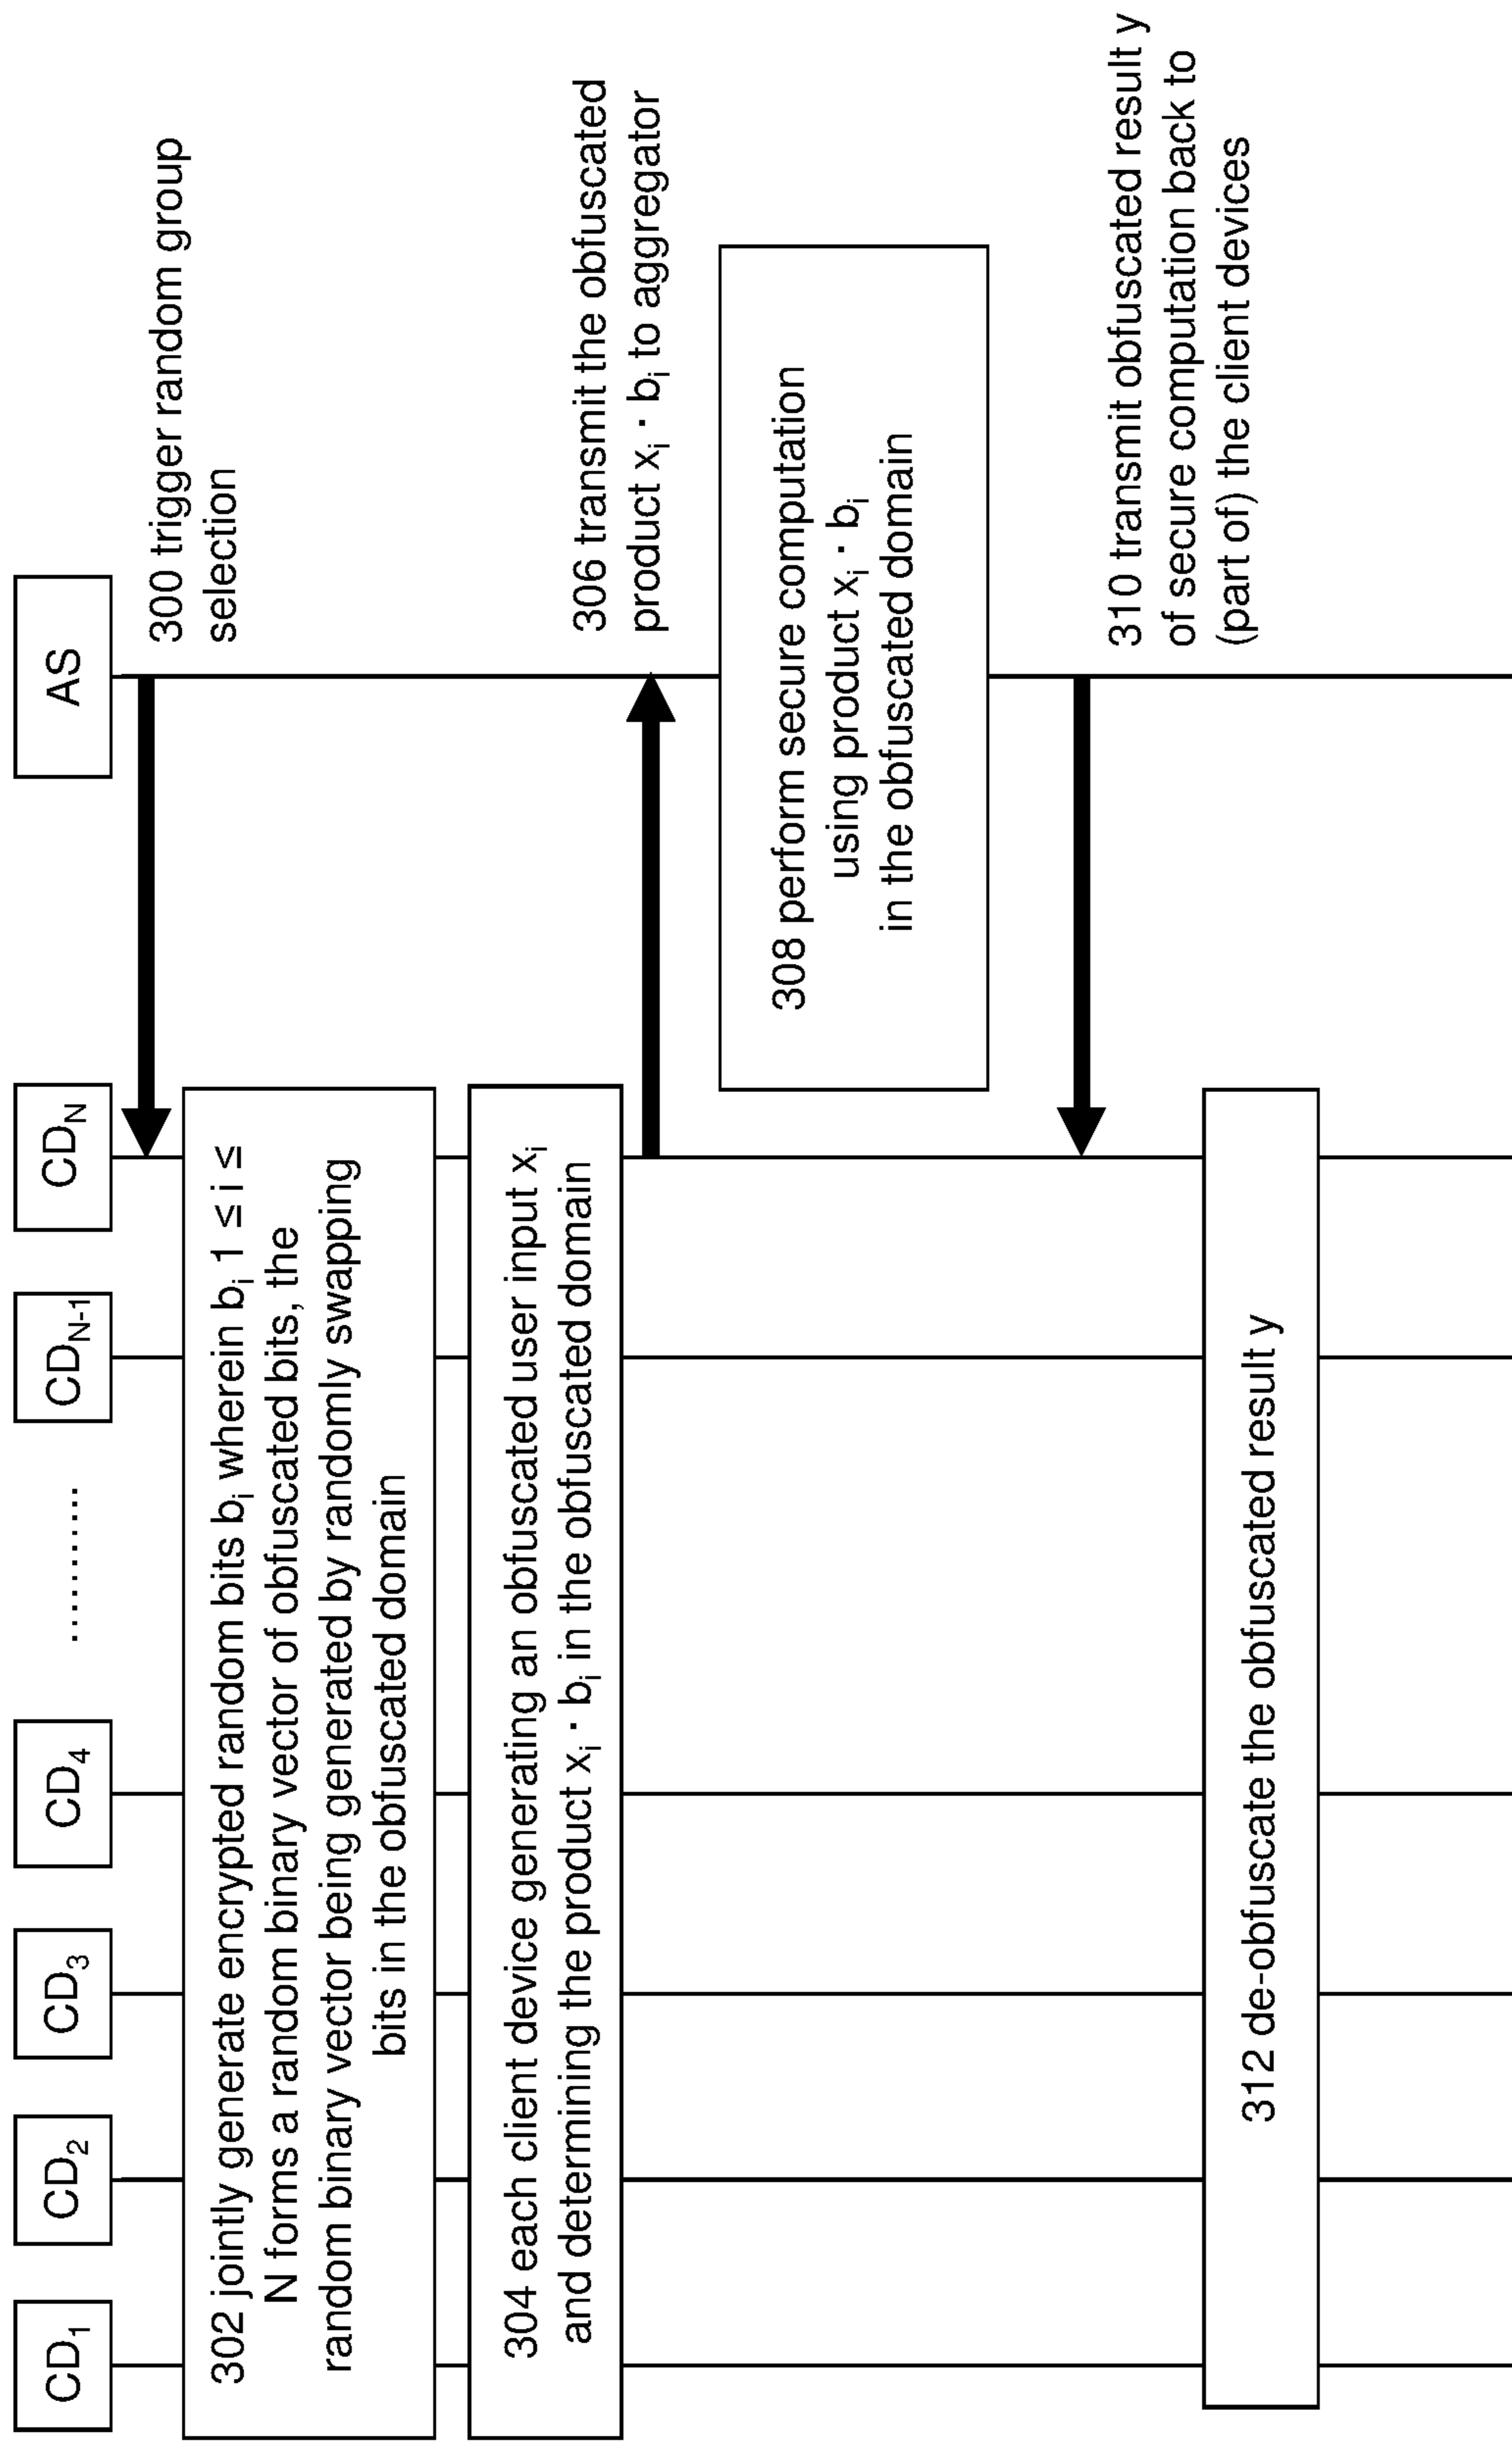 CD1 CD2 CD3 CD4 .......... CDN-1 CDN AS
300 trigger random group
selection
302 jointly generate encrypted random bits bi wherein bi 1 ≤ i ≤
N forms a random binary vector of obfuscated bits, the
random binary vector being generated by randomly swapping
bits in the obfuscated domain
304 each client device generating an obfuscated user input xi
and determining the product xi · bi in the obfuscated domain
306 transmit the obfuscated
product xi · bi to aggregator
308 perform secure computation
using product xi · bi
in the obfuscated domain
310 transmit obfuscated result y
of secure computation back to
(part of) the client devices
312 de-obfuscate the obfuscated result y